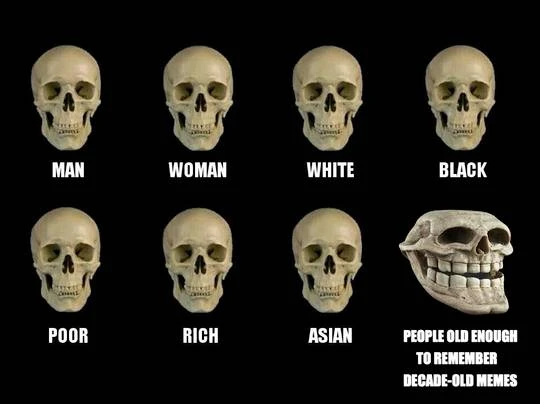 MAN WOMAN WHITE BLACK
POOR RICH ASIAN PEOPLE OLD ENOUGH
TO REMEMBER
DECADE-OLD MEMES